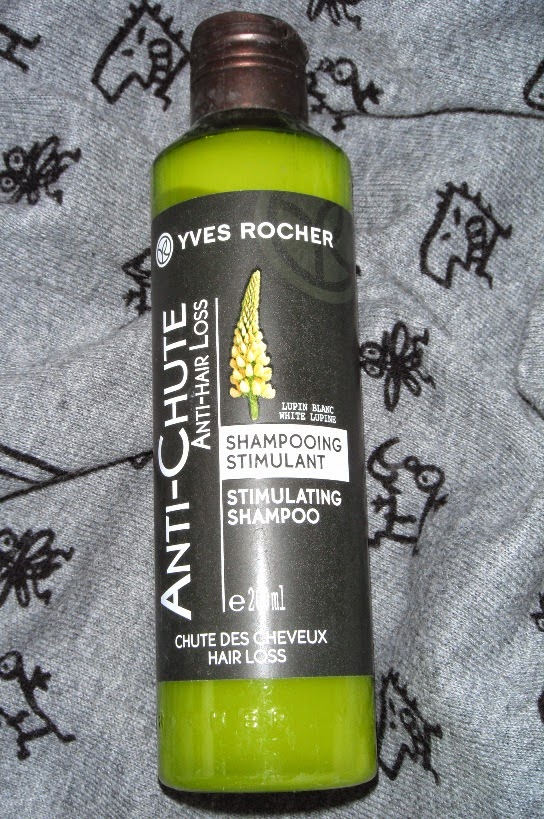 YVES ROCHER
ANTI-CHUTE
ANTI-HAIR LOSS
LUPIN BLANC
WHITE LUPINE
SHAMPOOING
STIMULANT
STIMULATING
SHAMPOO
CHUTE DES CHEVEUX
HAIR LOSS